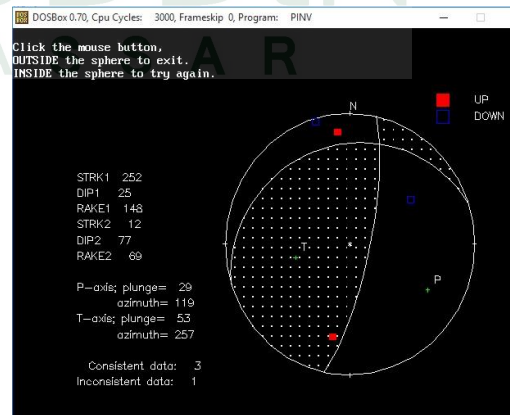 DOSBox 0.70, Cpu Cycles: 3000, Frameskip 0, Program: PINV
Click the mouse button,
OUTSIDE the sphere to exit.
INSIDE the sphere to try again.
N
UP
DOWN
STRK1 252
DIP1 25
RAKE1 148
STRK2 12
DIP2 77
RAKE2 69
T
P
P-axis; plunge= 29
azimuth= 119
T-axis; plunge= 53
azimuth= 257
Consistent data: 3
Inconsistent data: 1